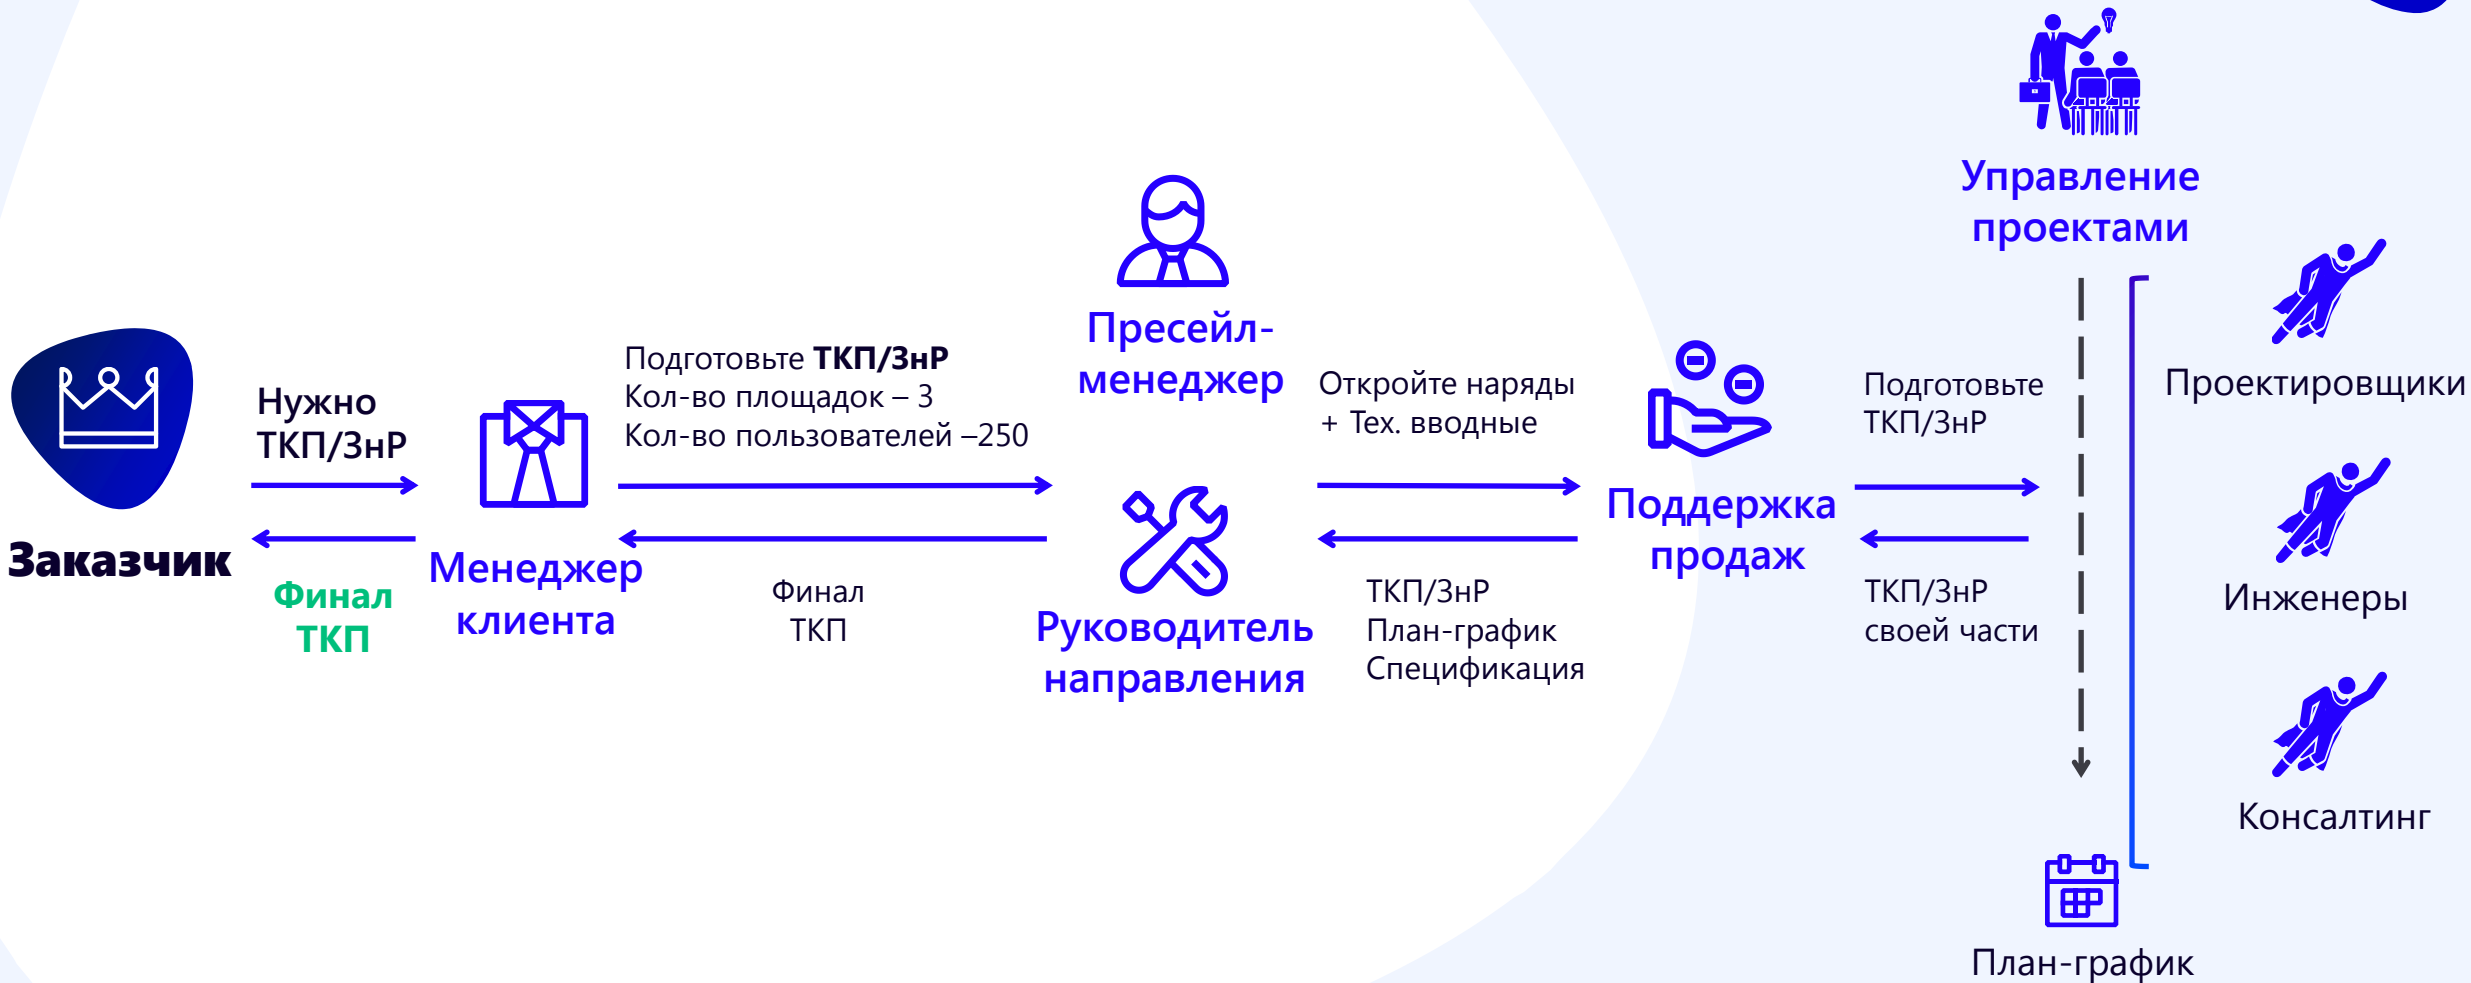 Заказчик
Нужно
ТКП/ЗнР
Финал
ТКП
Менеджер
клиента
Подготовьте ТКП/ЗнР
Кол-во площадок – 3
Кол-во пользователей –250
Финал
ТКП
Пресейл-
менеджер
Руководитель
направления
Откройте наряды
+ Тех. вводные
ТКП/ЗнР
План-график
Спецификация
Поддержка
продаж
Подготовьте
ТКП/ЗнР
ТКП/ЗнР
своей части
Управление
проектами
Проектировщики
Инженеры
Консалтинг
План-график